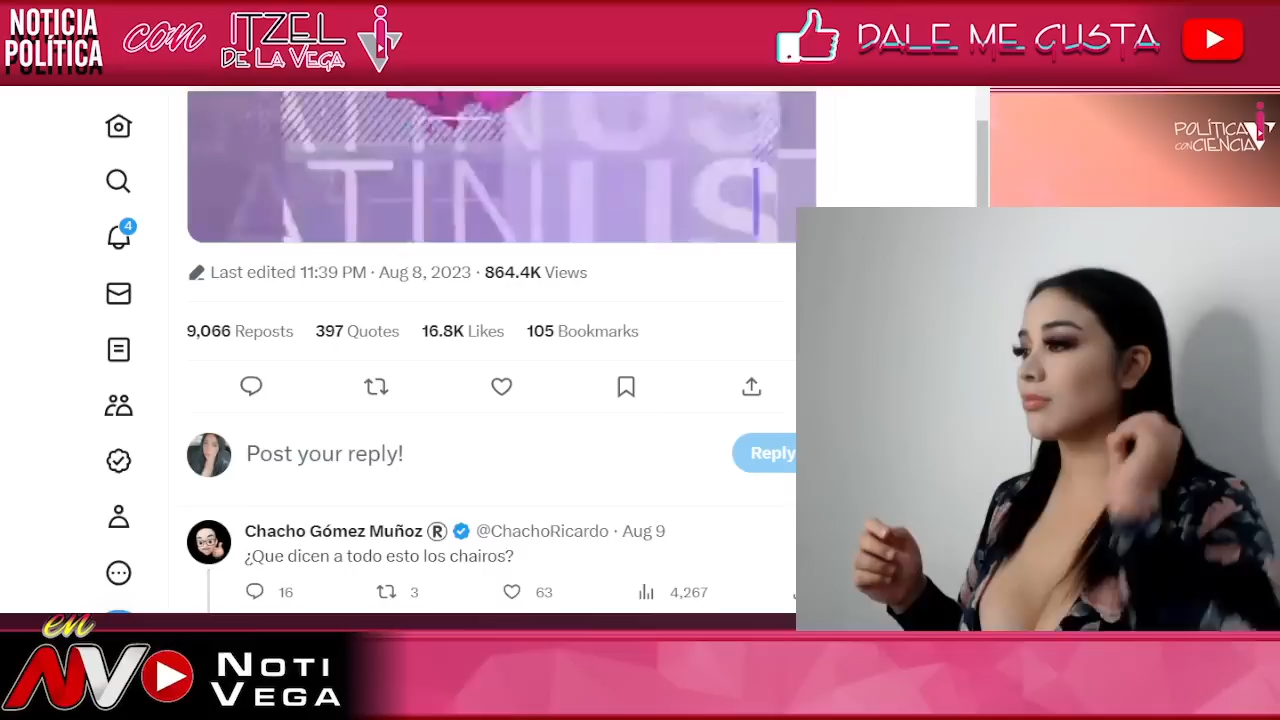 NOTICIA
POLÍTICA
con
ITZEL
DE LA VEGA
DALE ME GUSTA
POLÍTICA
CON CIENCIA
ATINUS
ATINUS
4
Last edited 11:39 PM · Aug 8, 2023 · 864.4K Views
9,066 Reposts 397 Quotes 16.8K Likes 105 Bookmarks
Post your reply!
Reply
Chacho Gómez Muñoz ® @ChachoRicardo · Aug 9
¿Que dicen a todo esto los chairos?
16 3 63 4,267
en
NV
NOTI
VEGA